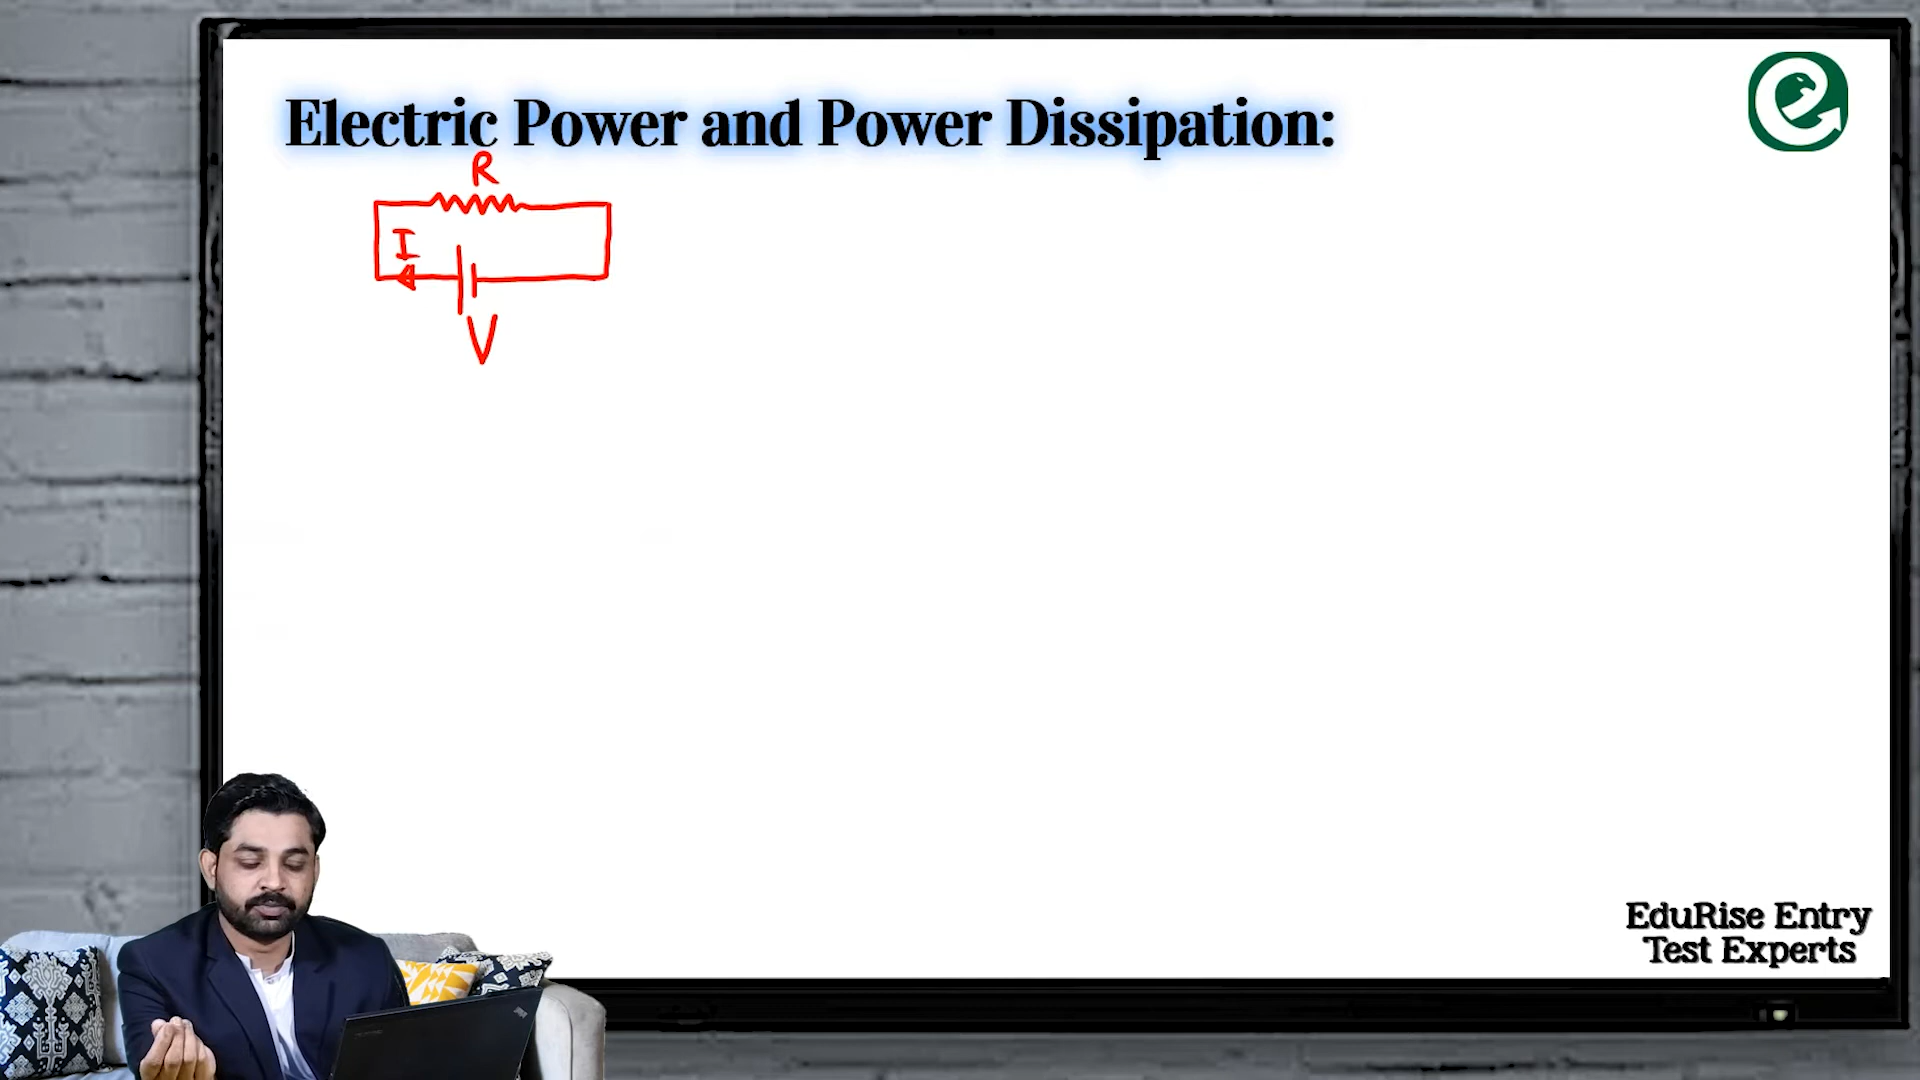 Electric Power and Power Dissipation:
R
I
V
EduRise Entry
Test Experts